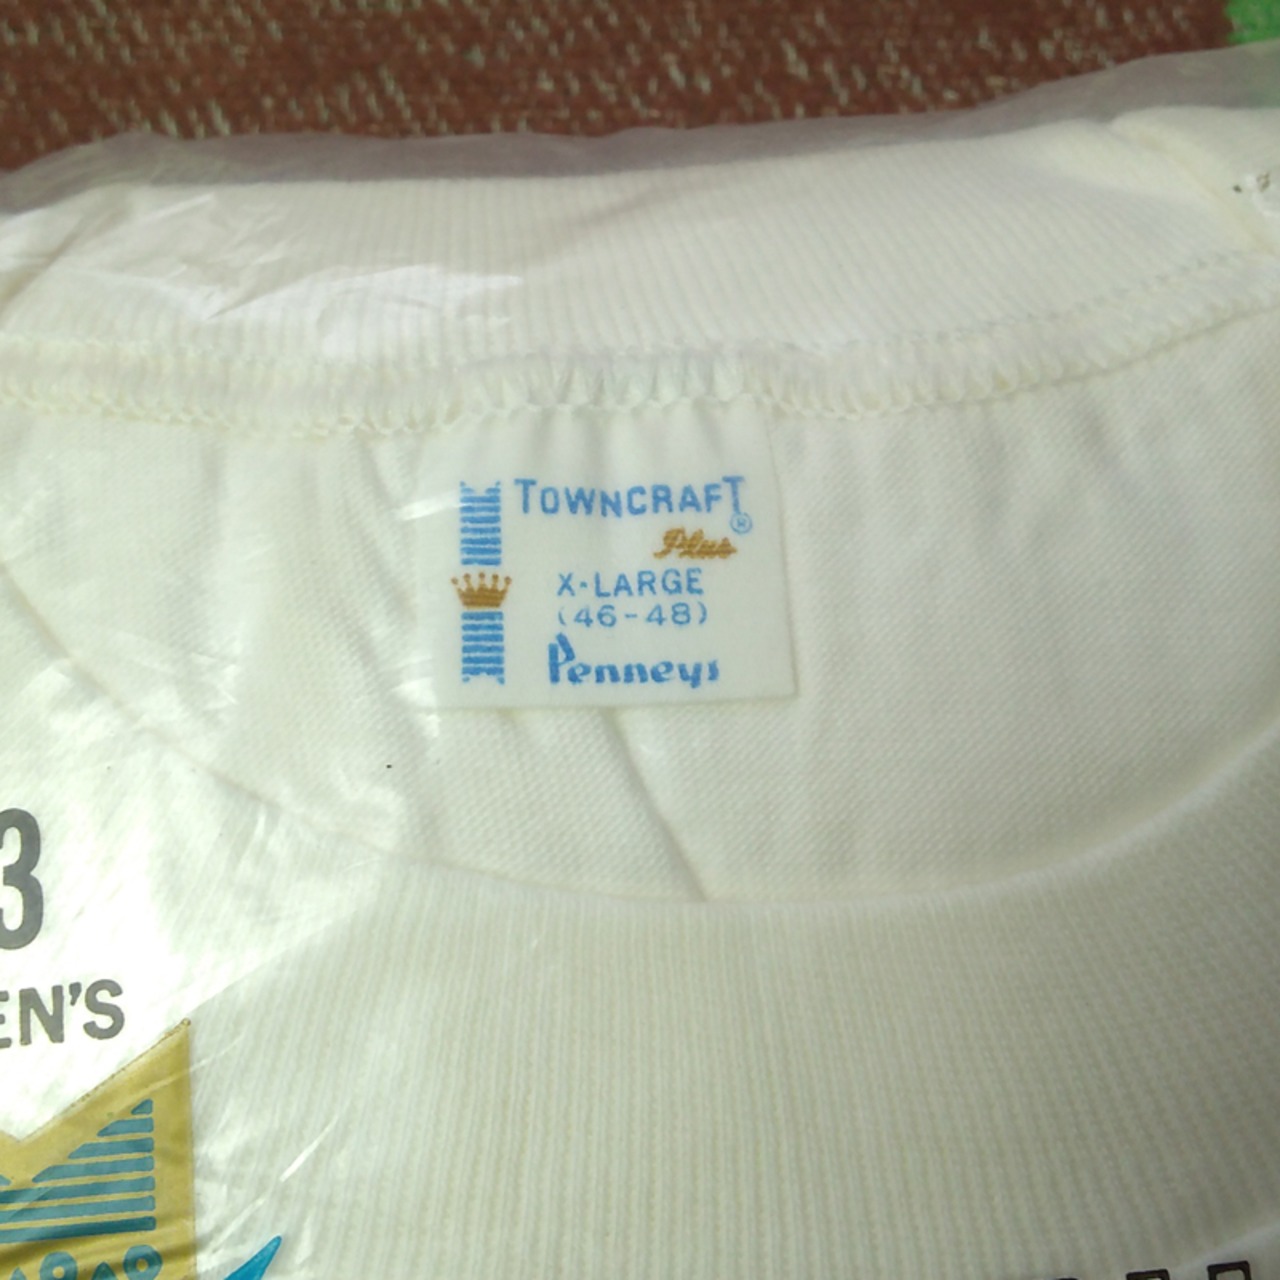 TOWNCRAFT®
Plus
X-LARGE
(46-48)
Penneys
3
EN'S